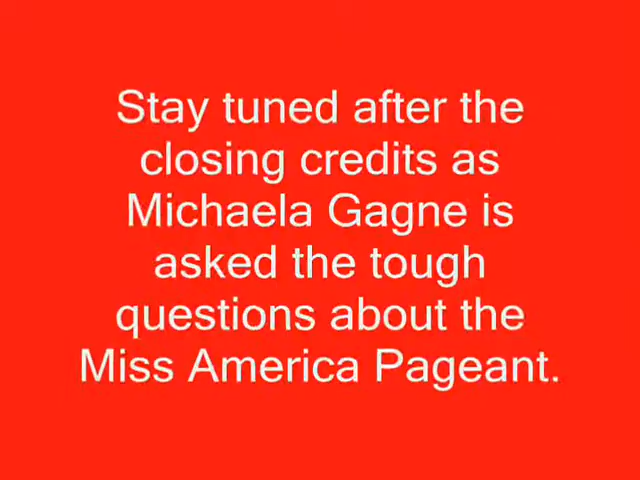 Stay tuned after the
closing credits as
Michaela Gagne is
asked the tough
questions about the
Miss America Pageant.